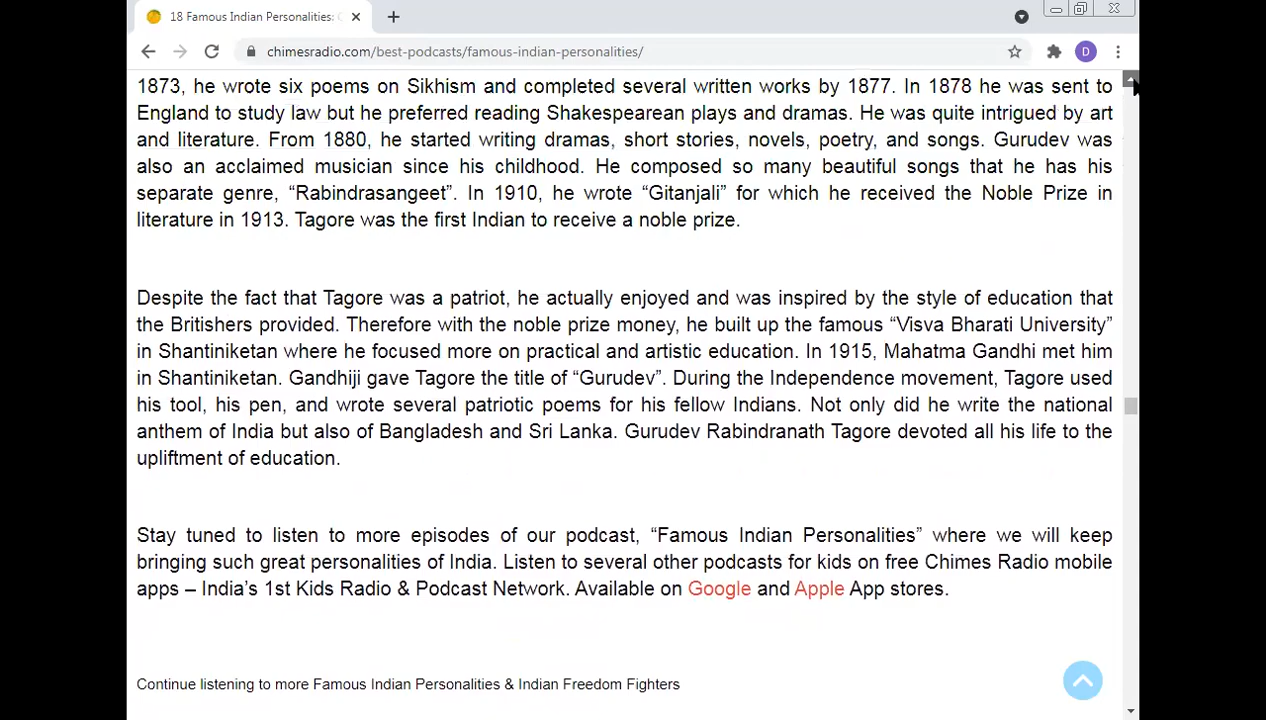 18 Famous Indian Personalities:
chimesradio.com/best-podcasts/famous-indian-personalities/
D
1873, he wrote six poems on Sikhism and completed several written works by 1877. In 1878 he was sent to
England to study law but he preferred reading Shakespearean plays and dramas. He was quite intrigued by art
and literature. From 1880, he started writing dramas, short stories, novels, poetry, and songs. Gurudev was
also an acclaimed musician since his childhood. He composed so many beautiful songs that he has his
separate genre, “Rabindrasangeet”. In 1910, he wrote “Gitanjali” for which he received the Noble Prize in
literature in 1913. Tagore was the first Indian to receive a noble prize.
Despite the fact that Tagore was a patriot, he actually enjoyed and was inspired by the style of education that
the Britishers provided. Therefore with the noble prize money, he built up the famous “Visva Bharati University”
in Shantiniketan where he focused more on practical and artistic education. In 1915, Mahatma Gandhi met him
in Shantiniketan. Gandhiji gave Tagore the title of “Gurudev”. During the Independence movement, Tagore used
his tool, his pen, and wrote several patriotic poems for his fellow Indians. Not only did he write the national
anthem of India but also of Bangladesh and Sri Lanka. Gurudev Rabindranath Tagore devoted all his life to the
upliftment of education.
Stay tuned to listen to more episodes of our podcast, “Famous Indian Personalities” where we will keep
bringing such great personalities of India. Listen to several other podcasts for kids on free Chimes Radio mobile
apps – India’s 1st Kids Radio & Podcast Network. Available on Google and Apple App stores.
Continue listening to more Famous Indian Personalities & Indian Freedom Fighters